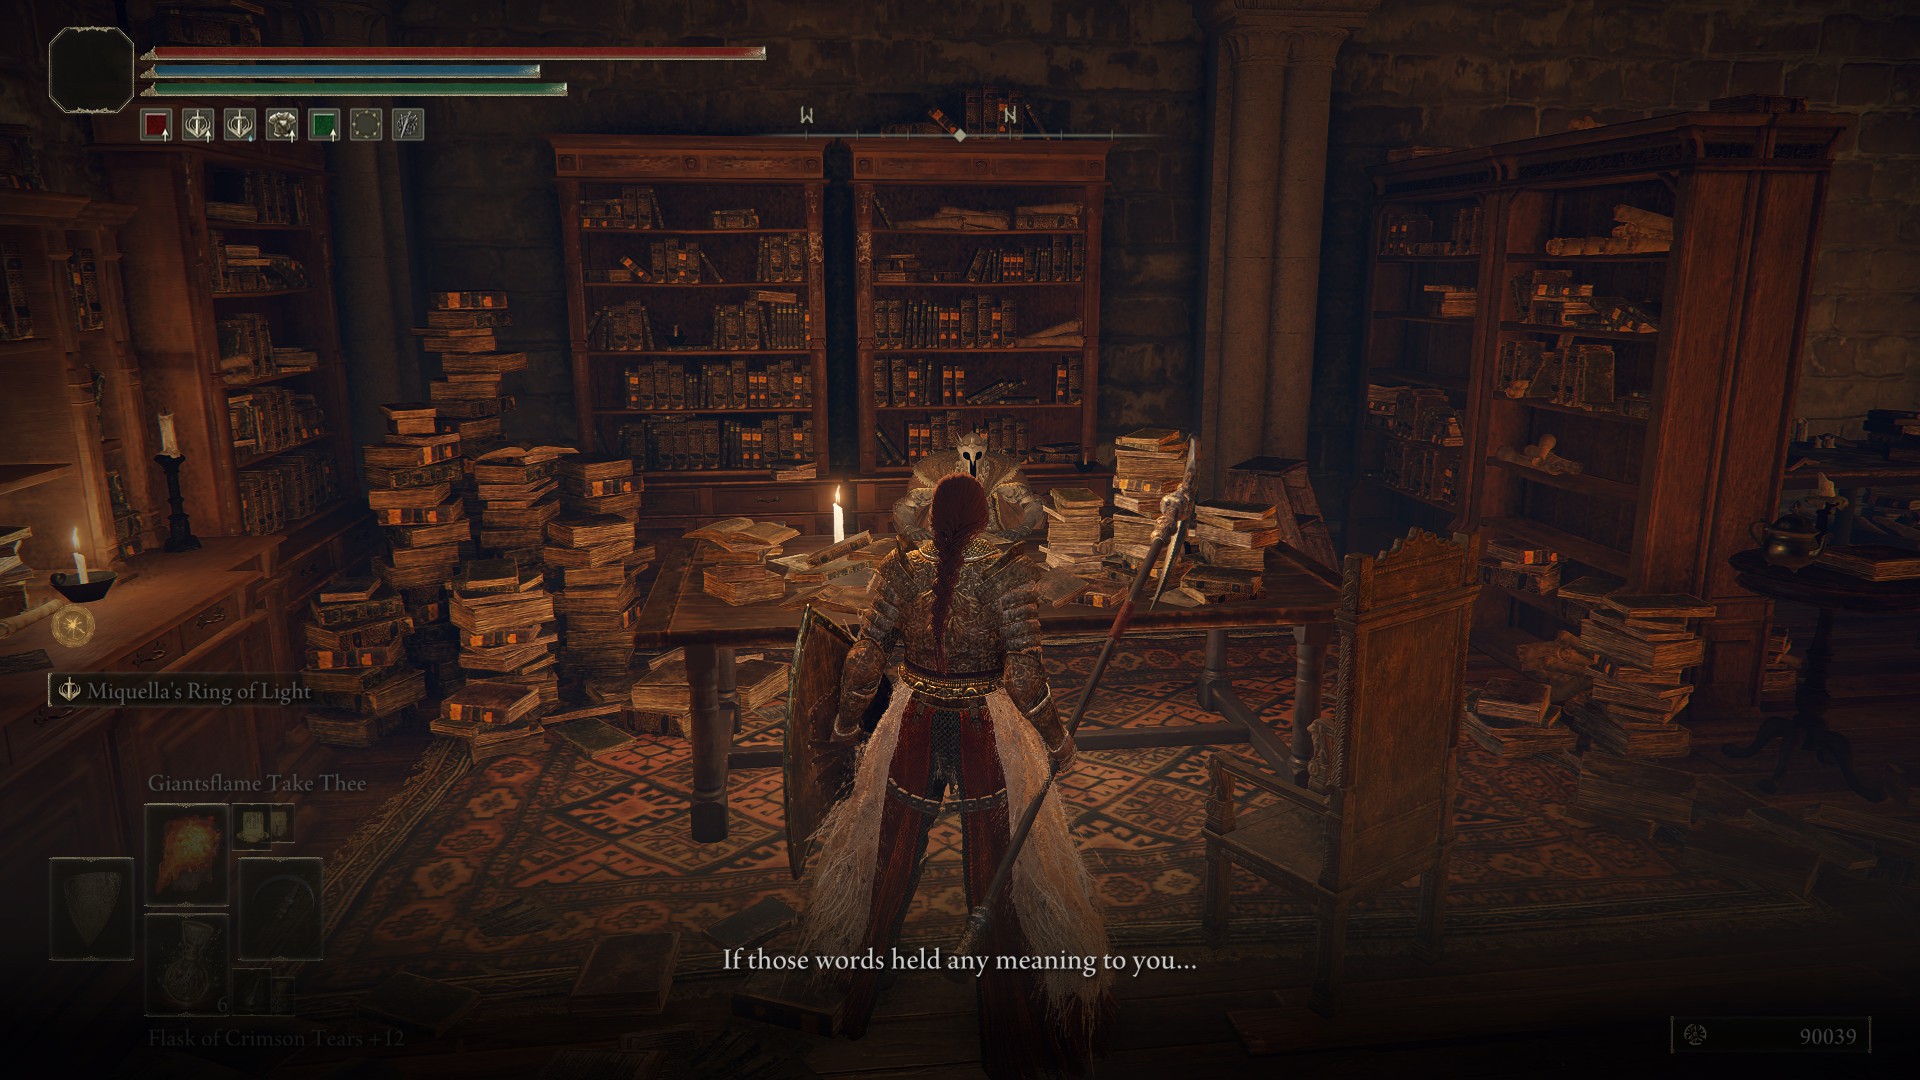 W
N
Miquella's Ring of Light
Giantsflame Take Thee
6
Flask of Crimson Tears +12
If those words held any meaning to you...
90039